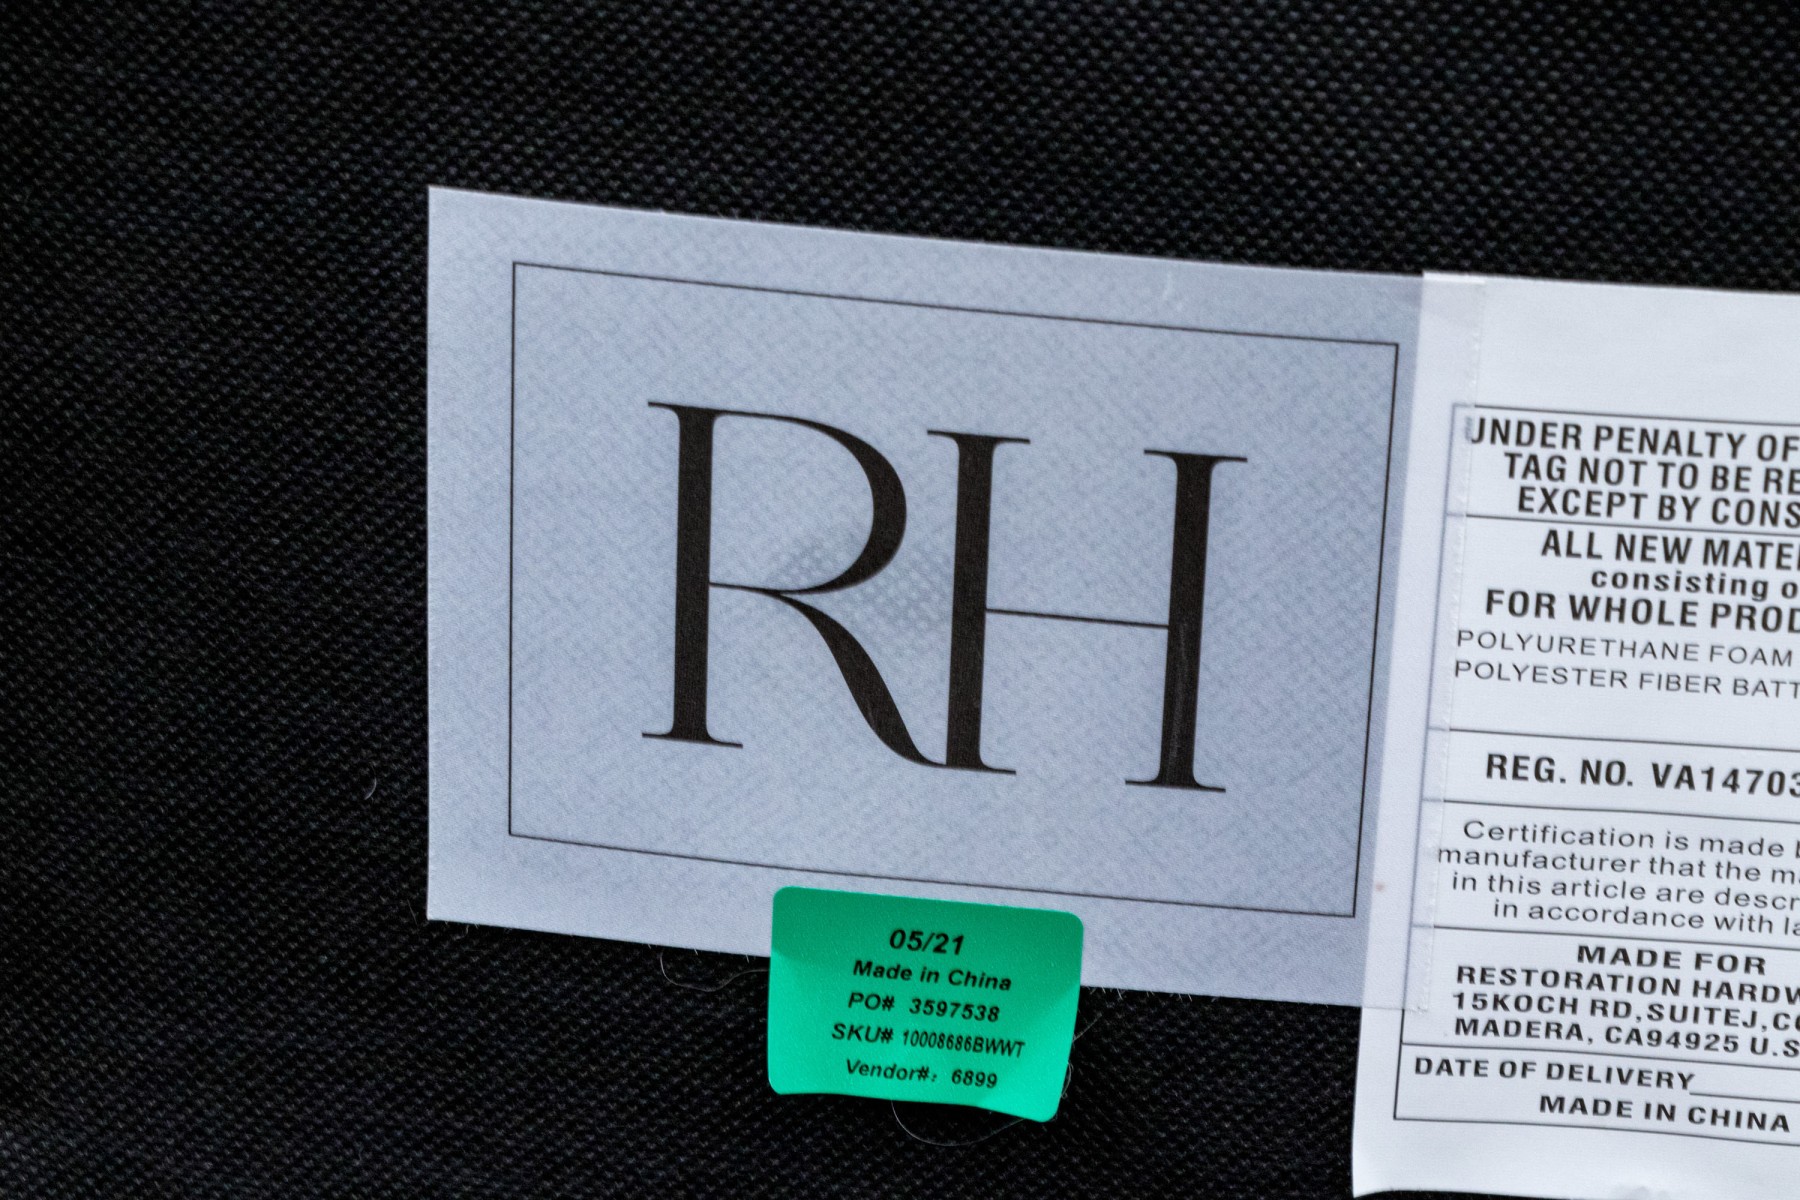 RH
05/21
Made in China
PO# 3597538
SKU# 10008686BWWT
Vendor#: 6899
UNDER PENALTY OF
TAG NOT TO BE RE
EXCEPT BY CONS
ALL NEW MATE
consisting o
FOR WHOLE PROD
POLYURETHANE FOAM
POLYESTER FIBER BATT
REG. NO. VA14703
Certification is made
manufacturer that the ma
in this article are descr
in accordance with la
MADE FOR
RESTORATION HARDW
15KOCH RD,SUITEJ,CO
MADERA, CA94925 U.S
DATE OF DELIVERY
MADE IN CHINA